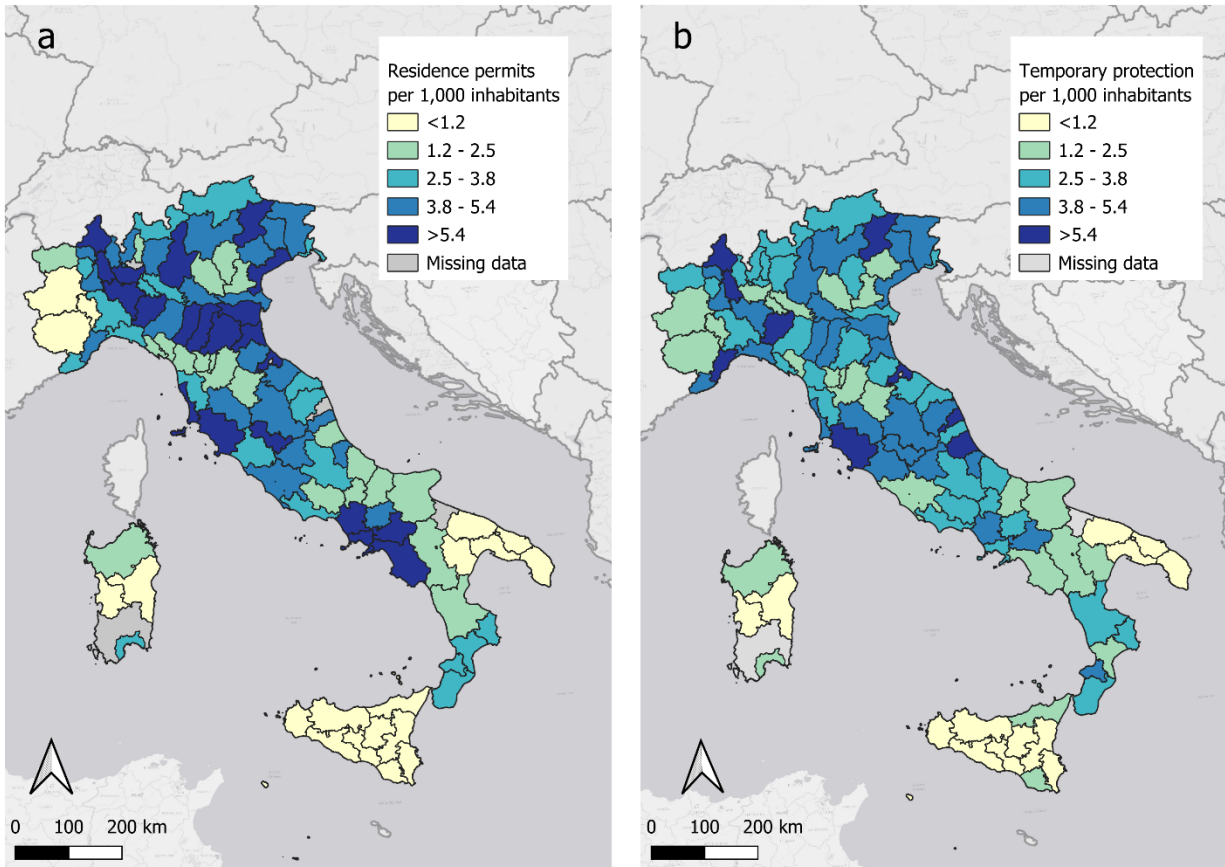 a
Residence permits
per 1,000 inhabitants
<1.2
1.2 - 2.5
2.5 - 3.8
3.8 - 5.4
>5.4
Missing data
0 100 200 km
b
Temporary protection
per 1,000 inhabitants
<1.2
1.2 - 2.5
2.5 - 3.8
3.8 - 5.4
>5.4
Missing data
0 100 200 km